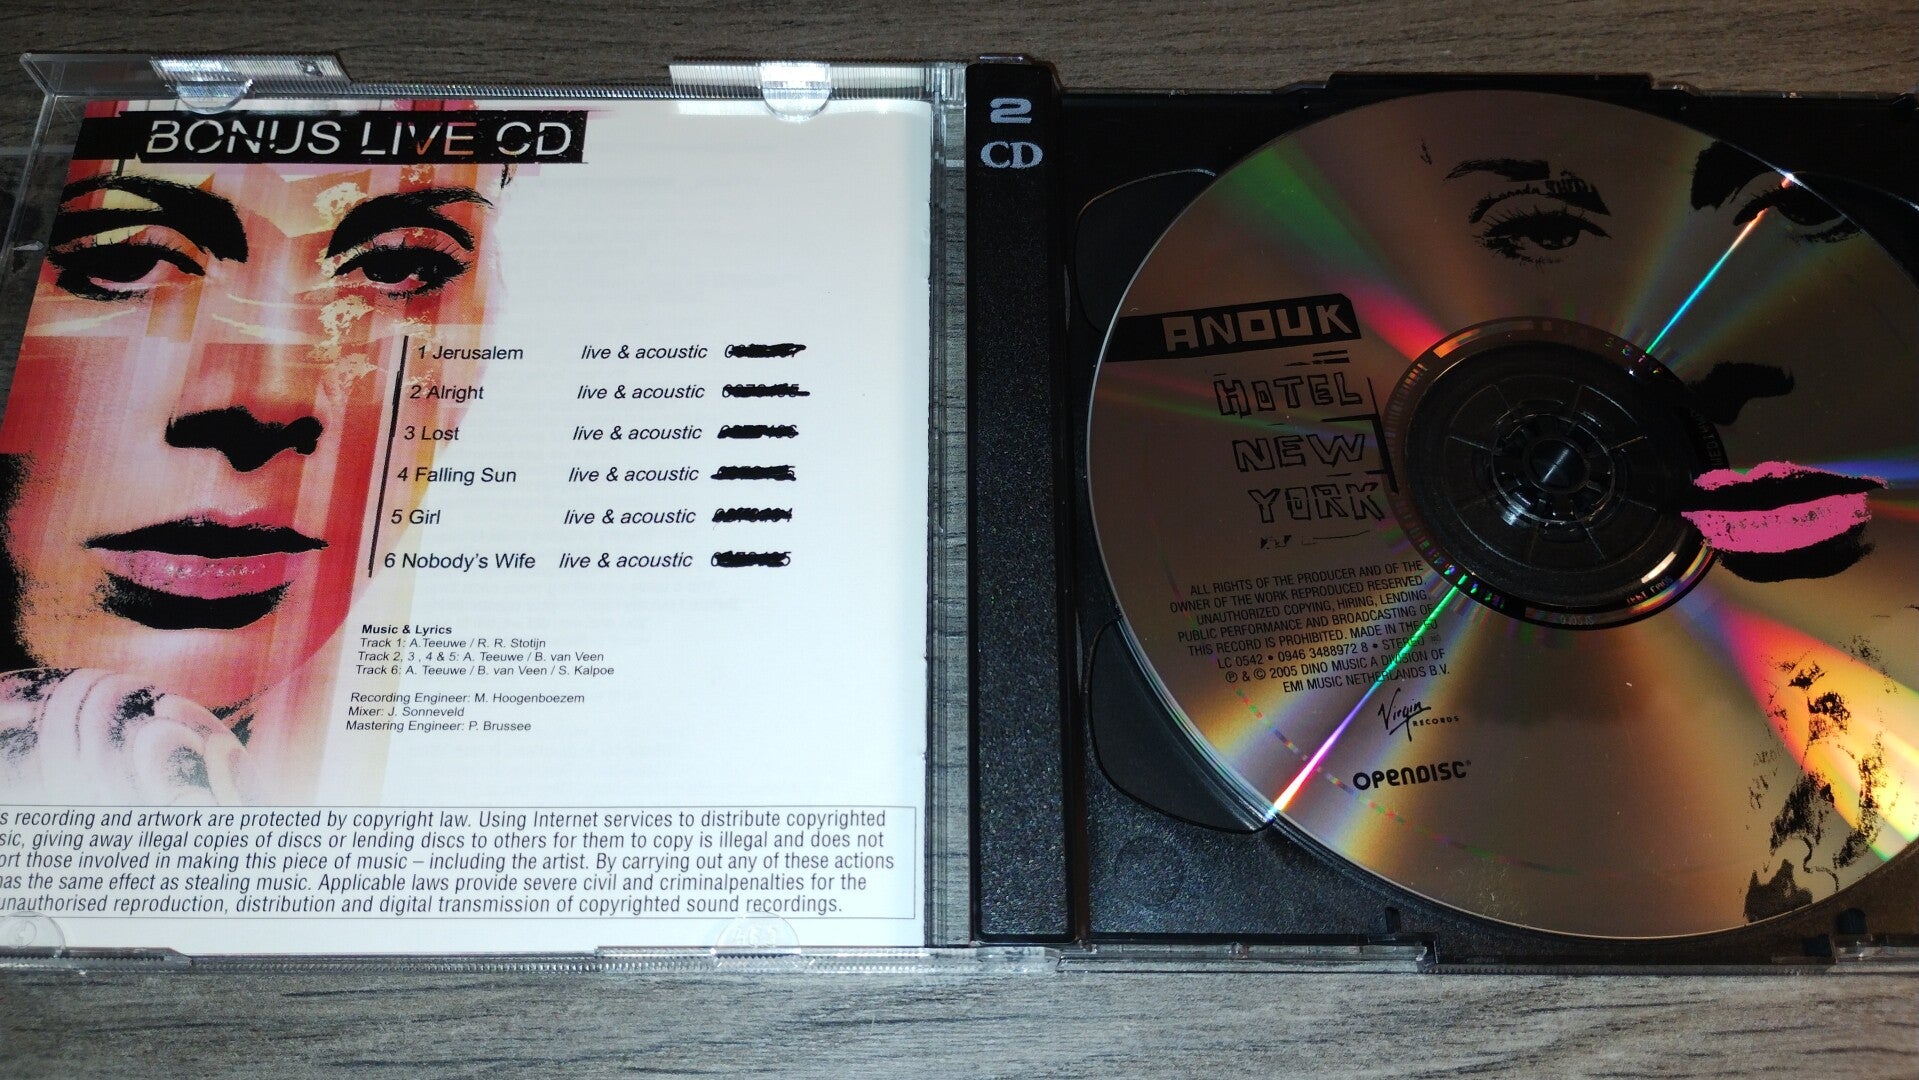 BONUS LIVE CD
1 Jerusalem live & acoustic
2 Alright live & acoustic
3 Lost live & acoustic
4 Falling Sun live & acoustic
5 Girl live & acoustic
6 Nobody's Wife live & acoustic
Music & Lyrics
Track 1: A.Teeuwe / R. R. Stotijn
Track 2, 3 , 4 & 5: A. Teeuwe / B. van Veen
Track 6: A. Teeuwe / B. van Veen / S. Kalpoe
Recording Engineer: M. Hoogenboezem
Mixer: J. Sonneveld
Mastering Engineer: P. Brussee
s recording and artwork are protected by copyright law. Using Internet services to distribute copyrighted
sic, giving away illegal copies of discs or lending discs to others for them to copy is illegal and does not
ort those involved in making this piece of music – including the artist. By carrying out any of these actions
has the same effect as stealing music. Applicable laws provide severe civil and criminalpenalties for the
unauthorised reproduction, distribution and digital transmission of copyrighted sound recordings.
2
CD
ANOUK
HOTEL
NEW
YORK
ALL RIGHTS OF THE PRODUCER AND OF THE
OWNER OF THE WORK REPRODUCED RESERVED.
UNAUTHORIZED COPYING, HIRING, LENDING,
PUBLIC PERFORMANCE AND BROADCASTING OF
THIS RECORD IS PROHIBITED. MADE IN THE EU
LC 0542 • 0946 3488972 8 • STEREO
℗ & © 2005 DINO MUSIC A DIVISION OF
EMI MUSIC NETHERLANDS B.V.
Virgin
RECORDS
OPENDISC